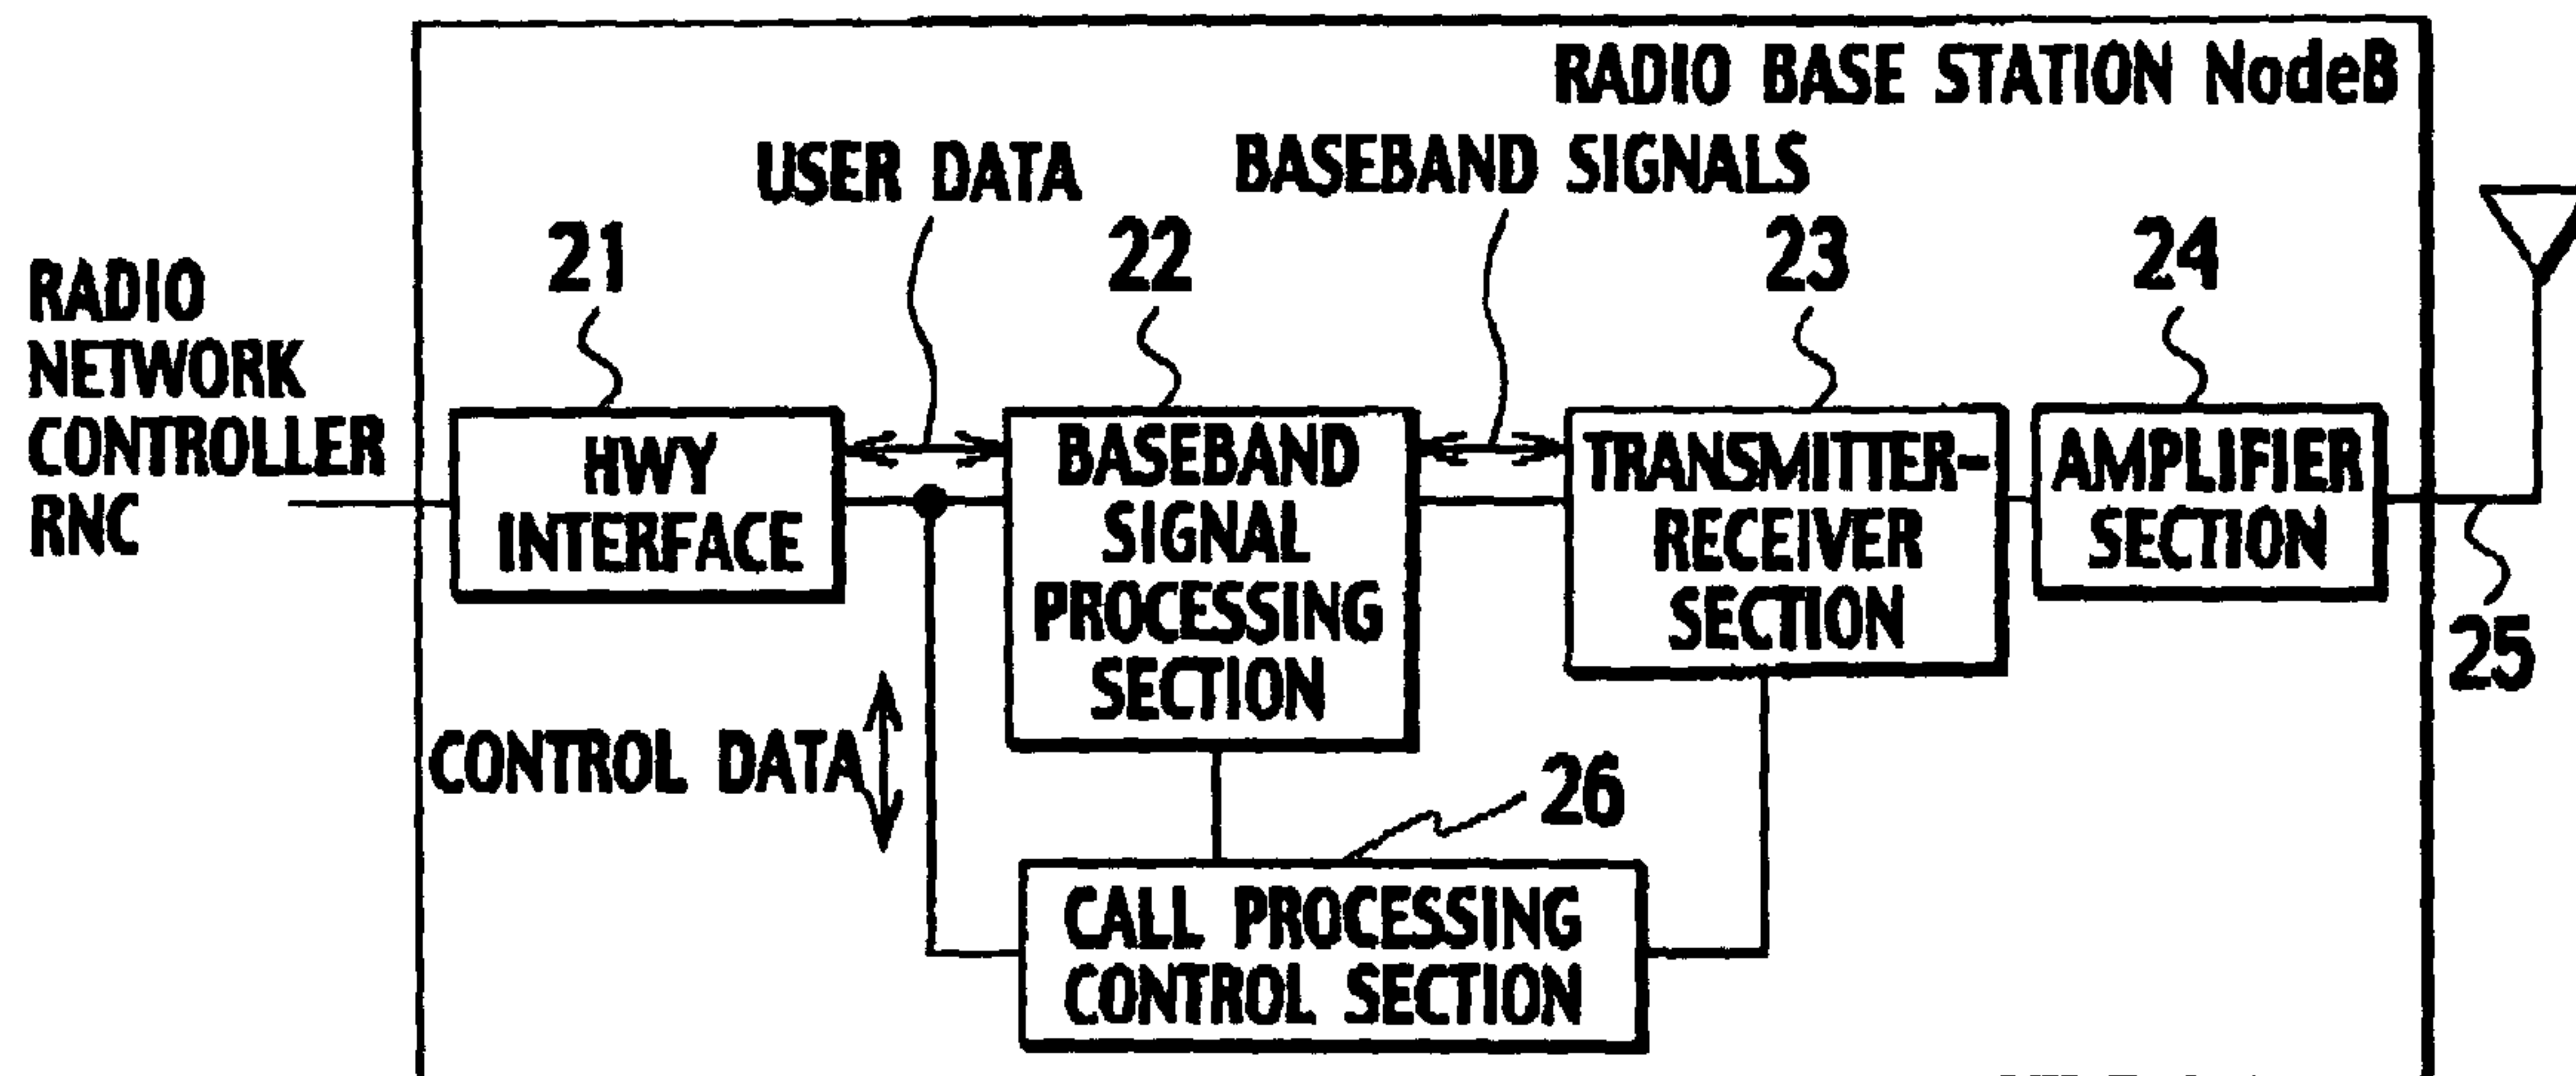 RADIO BASE STATION NodeB
USER DATA
BASEBAND SIGNALS
21
22
23
24
RADIO
NETWORK
CONTROLLER
RNC
HWY
INTERFACE
BASEBAND
SIGNAL
PROCESSING
SECTION
TRANSMITTER-
RECEIVER
SECTION
AMPLIFIER
SECTION
25
CONTROL DATA
26
CALL PROCESSING
CONTROL SECTION